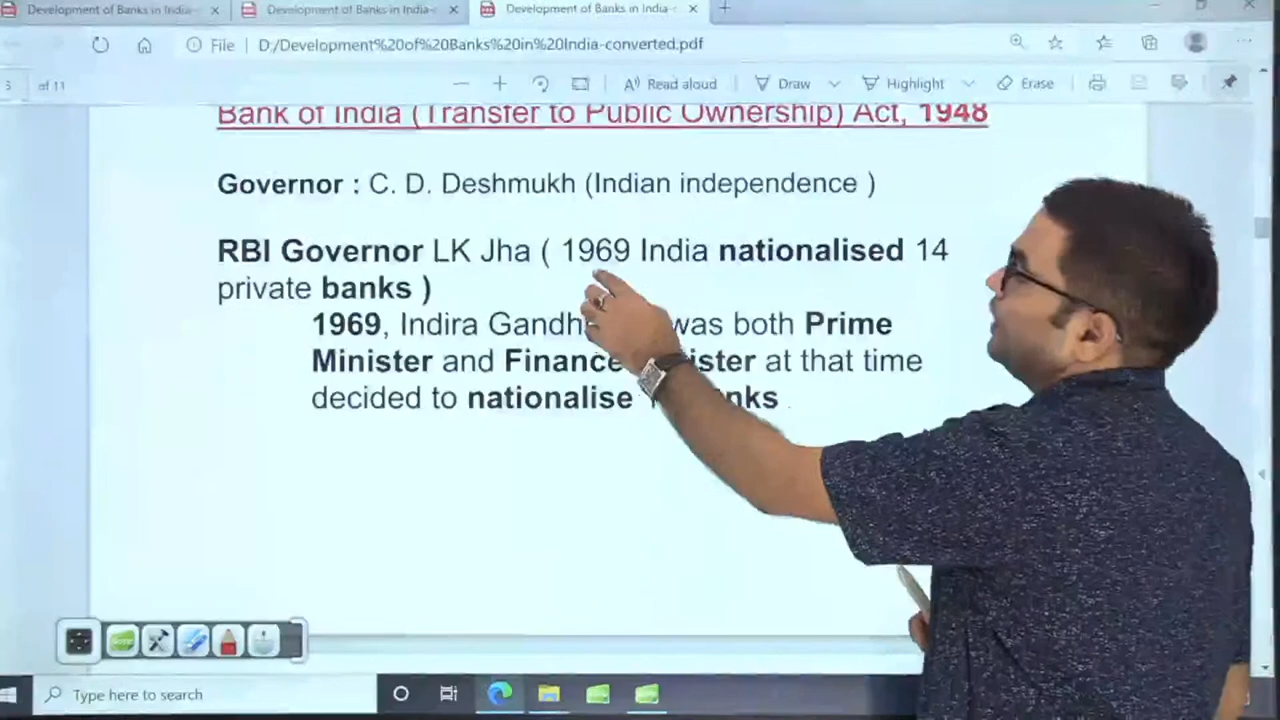 Development of Banks in India-
Development of Banks in India-
Development of Banks in India-c
File
D:/Development%20of%20Banks%20in%20India-converted.pdf
of 11
Read aloud
Draw
Highlight
Erase
Bank of India (Transfer to Public Ownership) Act, 1948
Governor : C. D. Deshmukh (Indian independence )
RBI Governor LK Jha ( 1969 India nationalised 14
private banks )
1969, Indira Gandh was both Prime
Minister and Finance ister at that time
decided to nationalise nks
Type here to search